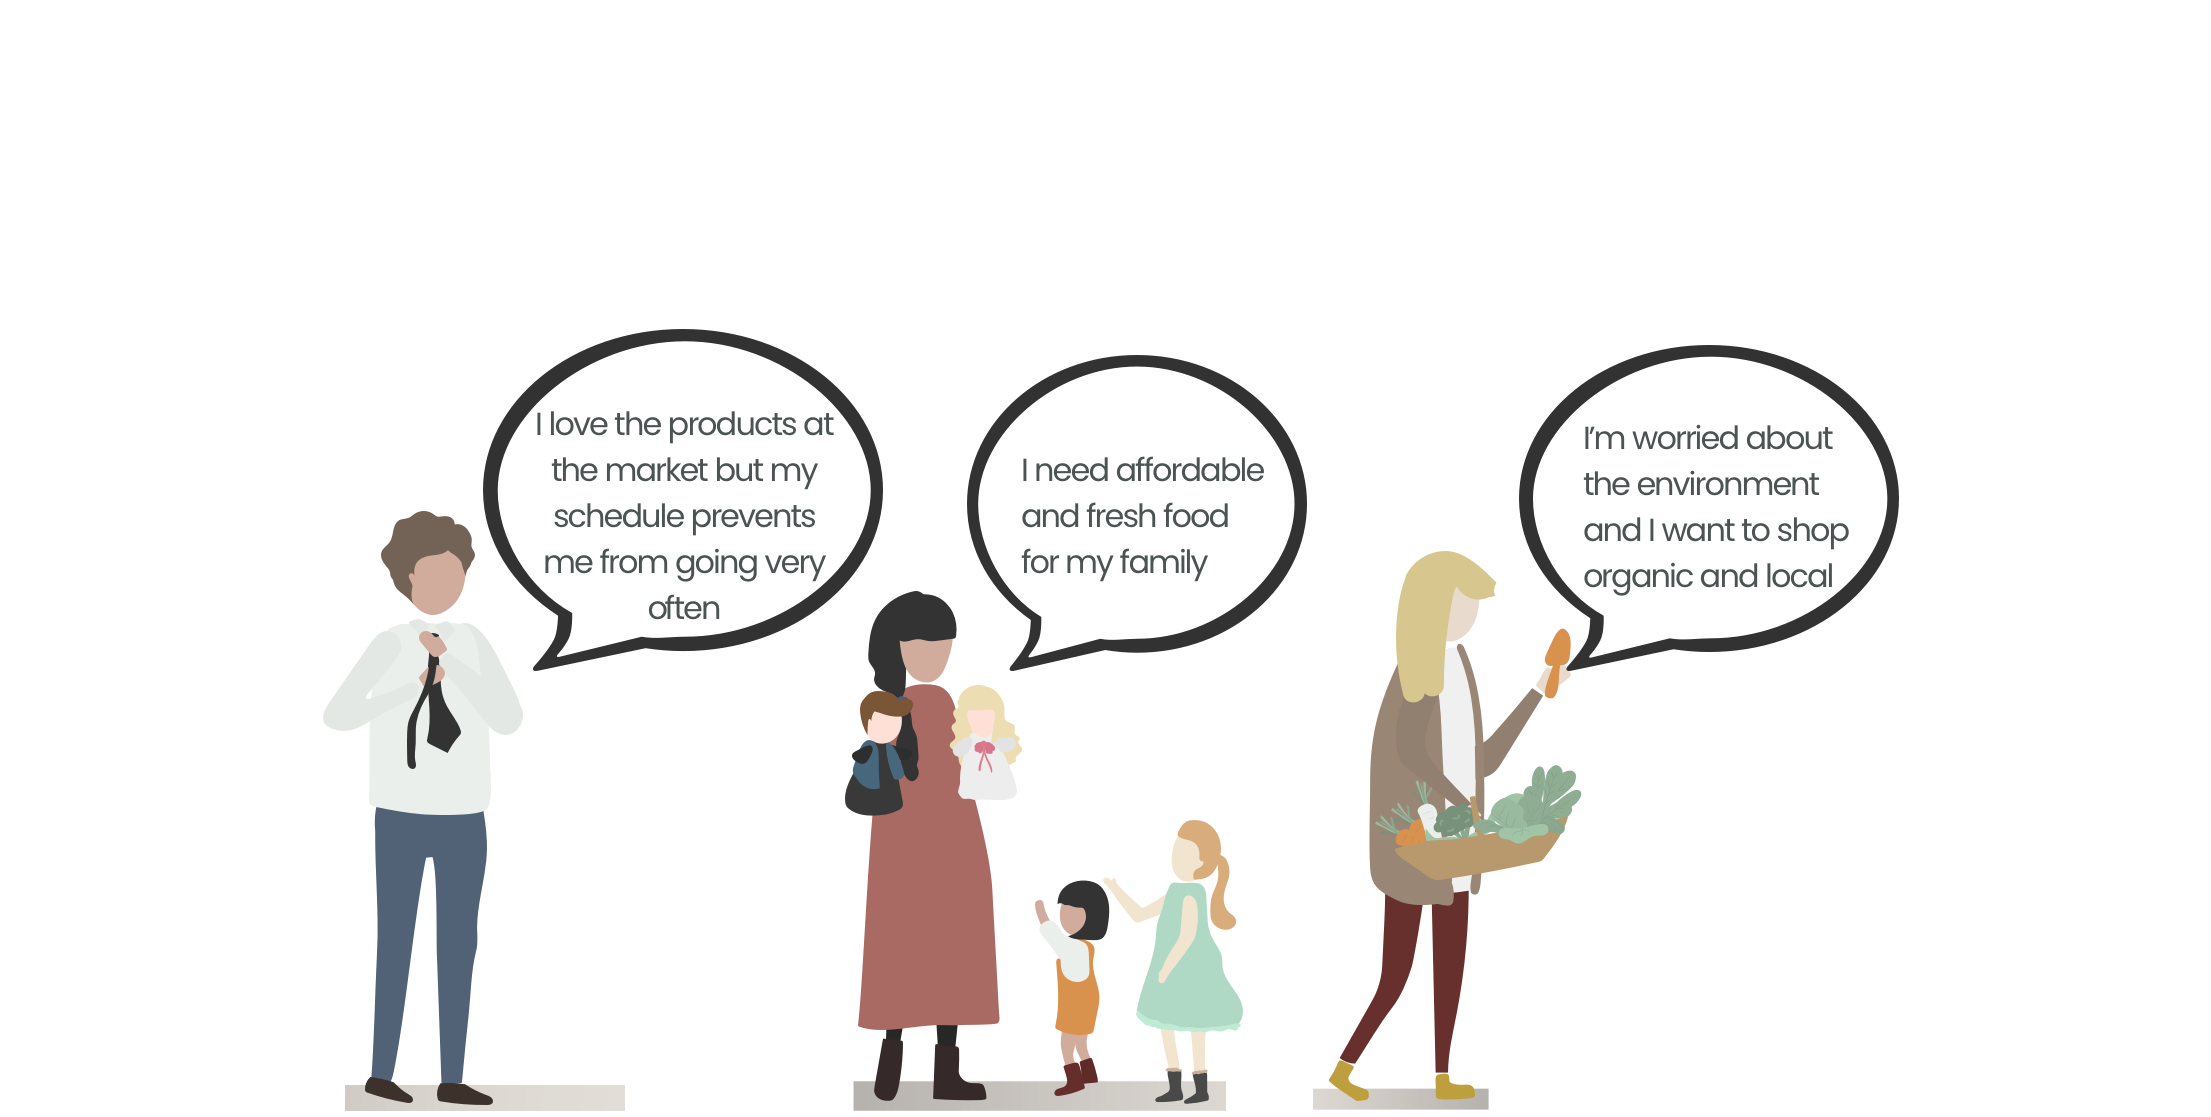 I love the products at
the market but my
schedule prevents
me from going very
often
I need affordable
and fresh food
for my family
I’m worried about
the environment
and I want to shop
organic and local